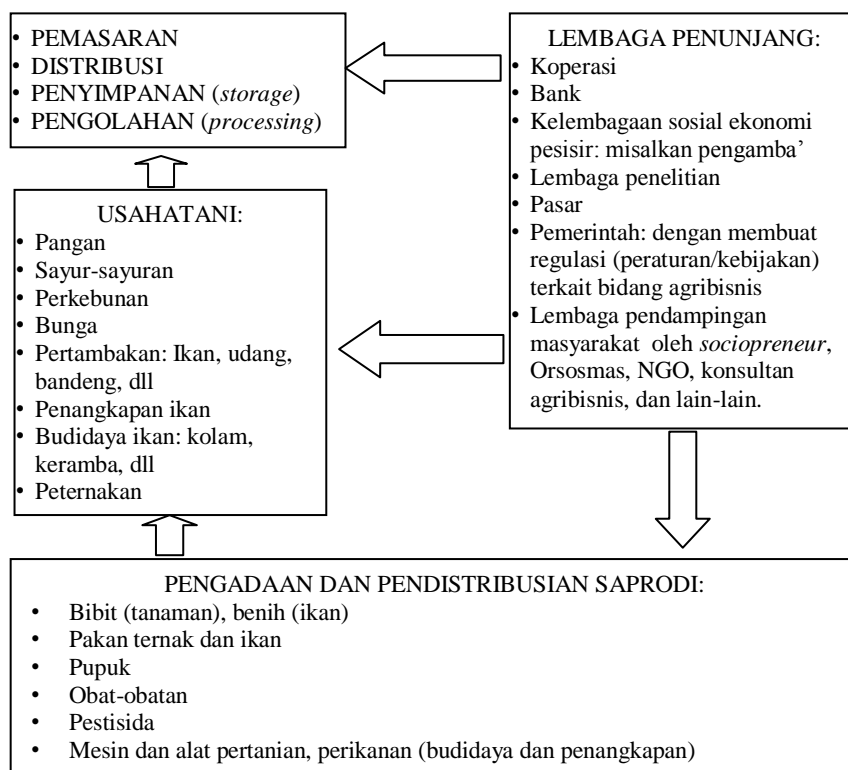 • PEMASARAN
• DISTRIBUSI
• PENYIMPANAN (storage)
• PENGOLAHAN (processing)
LEMBAGA PENUNJANG:
• Koperasi
• Bank
• Kelembagaan sosial ekonomi
pesisir: misalkan pengamba’
• Lembaga penelitian
• Pasar
• Pemerintah: dengan membuat
regulasi (peraturan/kebijakan)
terkait bidang agribisnis
• Lembaga pendampingan
masyarakat oleh sociopreneur,
Orsosmas, NGO, konsultan
agribisnis, dan lain-lain.
USAHATANI:
• Pangan
• Sayur-sayuran
• Perkebunan
• Bunga
• Pertambakan: Ikan, udang,
bandeng, dll
• Penangkapan ikan
• Budidaya ikan: kolam,
keramba, dll
• Peternakan
PENGADAAN DAN PENDISTRIBUSIAN SAPRODI:
• Bibit (tanaman), benih (ikan)
• Pakan ternak dan ikan
• Pupuk
• Obat-obatan
• Pestisida
• Mesin dan alat pertanian, perikanan (budidaya dan penangkapan)